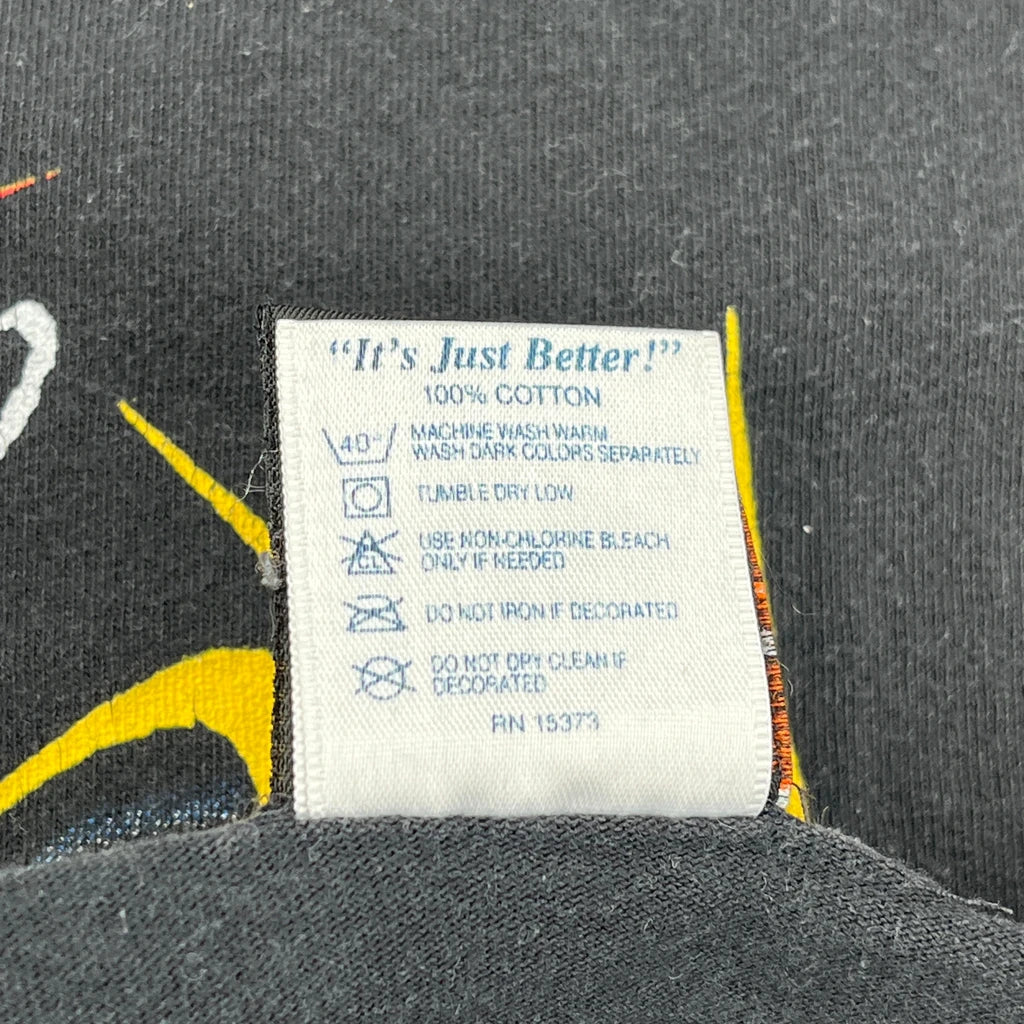 “It's Just Better!”
100% COTTON
40°
MACHINE WASH WARM
WASH DARK COLORS SEPARATELY
TUMBLE DRY LOW
CL
USE NON-CHLORINE BLEACH
ONLY IF NEEDED
DO NOT IRON IF DECORATED
DO NOT DRY CLEAN IF
DECORATED
RN 15373